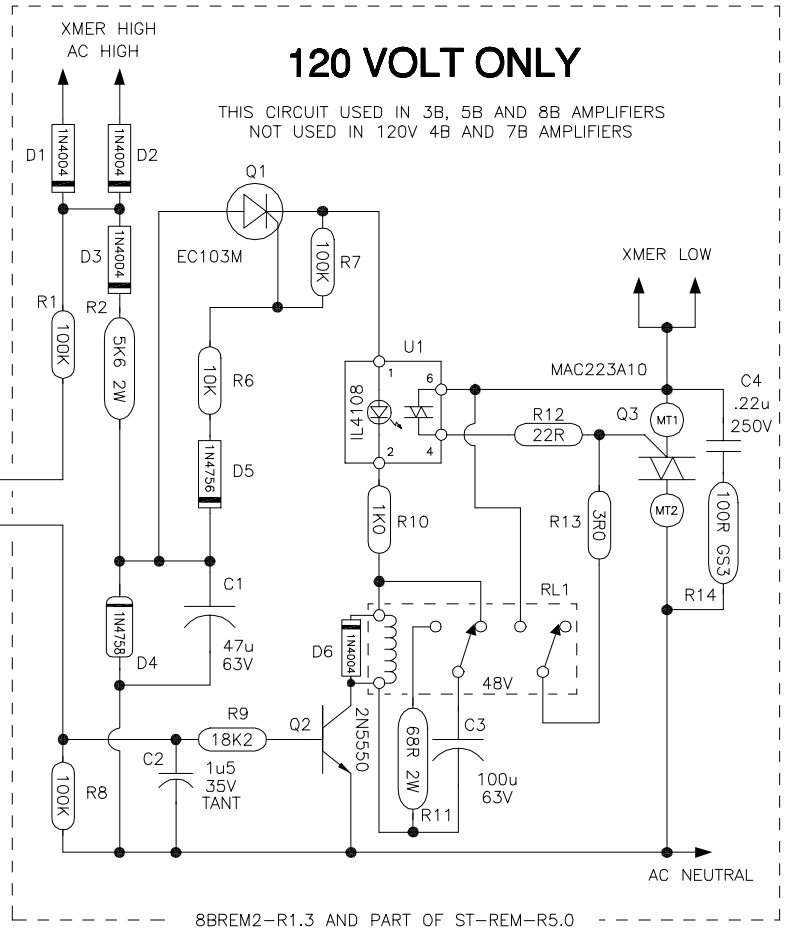 XMER HIGH
AC HIGH
120 VOLT ONLY
THIS CIRCUIT USED IN 3B, 5B AND 8B AMPLIFIERS
NOT USED IN 120V 4B AND 7B AMPLIFIERS
D1
1N4004
1N4004
D2
Q1
EC103M
D3
1N4004
100K
R7
XMER LOW
R1
100K
R2
5K6 2W
10K
R6
U1
1
6
IL4108
2
4
MAC223A10
C4
.22u
250V
R12
22R
Q3
MT1
MT2
1N4756
D5
1K0
R10
R13
3R0
100R GS3
R14
C1
47u
63V
1N4758
D4
RL1
D6
1N4004
48V
R9
18K2
Q2
2N5550
C3
100u
63V
68R 2W
R11
C2
1u5
35V
TANT
100K
R8
AC NEUTRAL
8BREM2-R1.3 AND PART OF ST-REM-R5.0